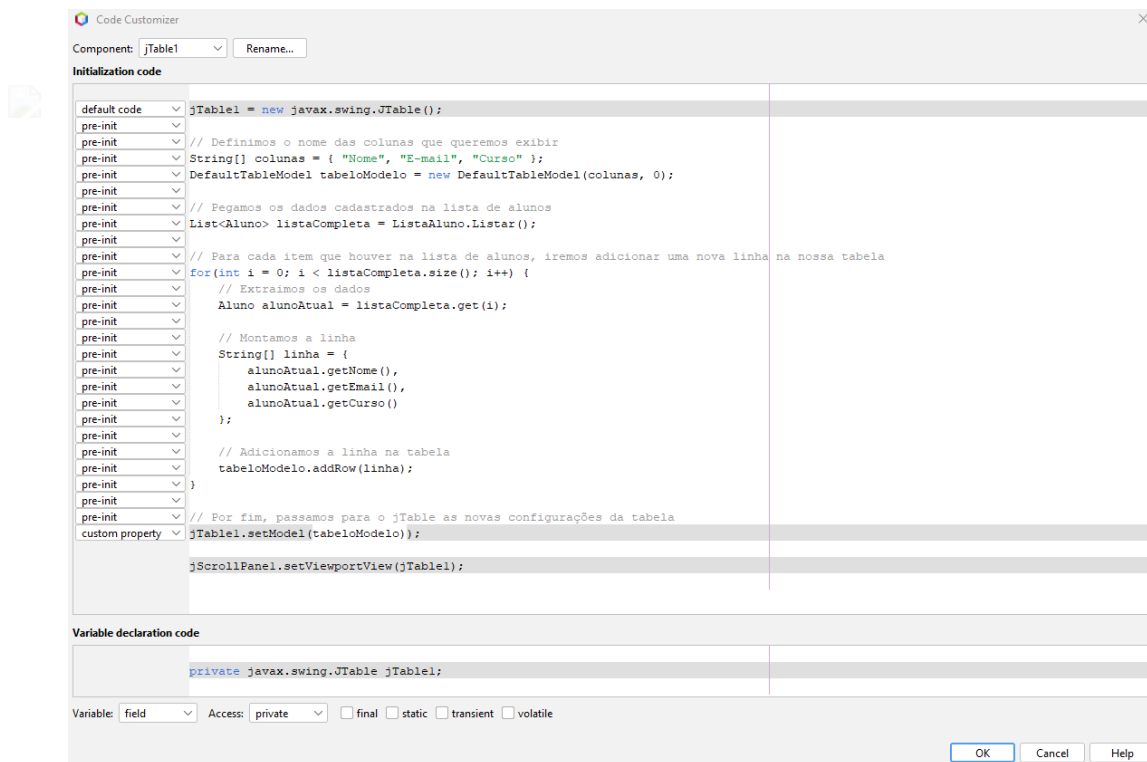 Code Customizer
Component: jTable1 Rename...
Initialization code
default code jTable1 = new javax.swing.JTable();
pre-init
pre-init // Definimos o nome das colunas que queremos exibir
pre-init String[] colunas = { "Nome", "E-mail", "Curso" };
pre-init DefaultTableModel tabeloModelo = new DefaultTableModel(colunas, 0);
pre-init
pre-init // Pegamos os dados cadastrados na lista de alunos
pre-init List<Aluno> listaCompleta = ListaAluno.Listar();
pre-init
pre-init // Para cada item que houver na lista de alunos, iremos adicionar uma nova linha na nossa tabela
pre-init for(int i = 0; i < listaCompleta.size(); i++) {
pre-init // Extraimos os dados
pre-init Aluno alunoAtual = listaCompleta.get(i);
pre-init
pre-init // Montamos a linha
pre-init String[] linha = {
pre-init alunoAtual.getNome(),
pre-init alunoAtual.getEmail(),
pre-init alunoAtual.getCurso()
pre-init };
pre-init
pre-init // Adicionamos a linha na tabela
pre-init tabeloModelo.addRow(linha);
pre-init }
pre-init
pre-init // Por fim, passamos para o jTable as novas configurações da tabela
custom property jTable1.setModel(tabeloModelo));
jScrollPane1.setViewportView(jTable1);
Variable declaration code
private javax.swing.JTable jTable1;
Variable: field Access: private final static transient volatile
OK Cancel Help